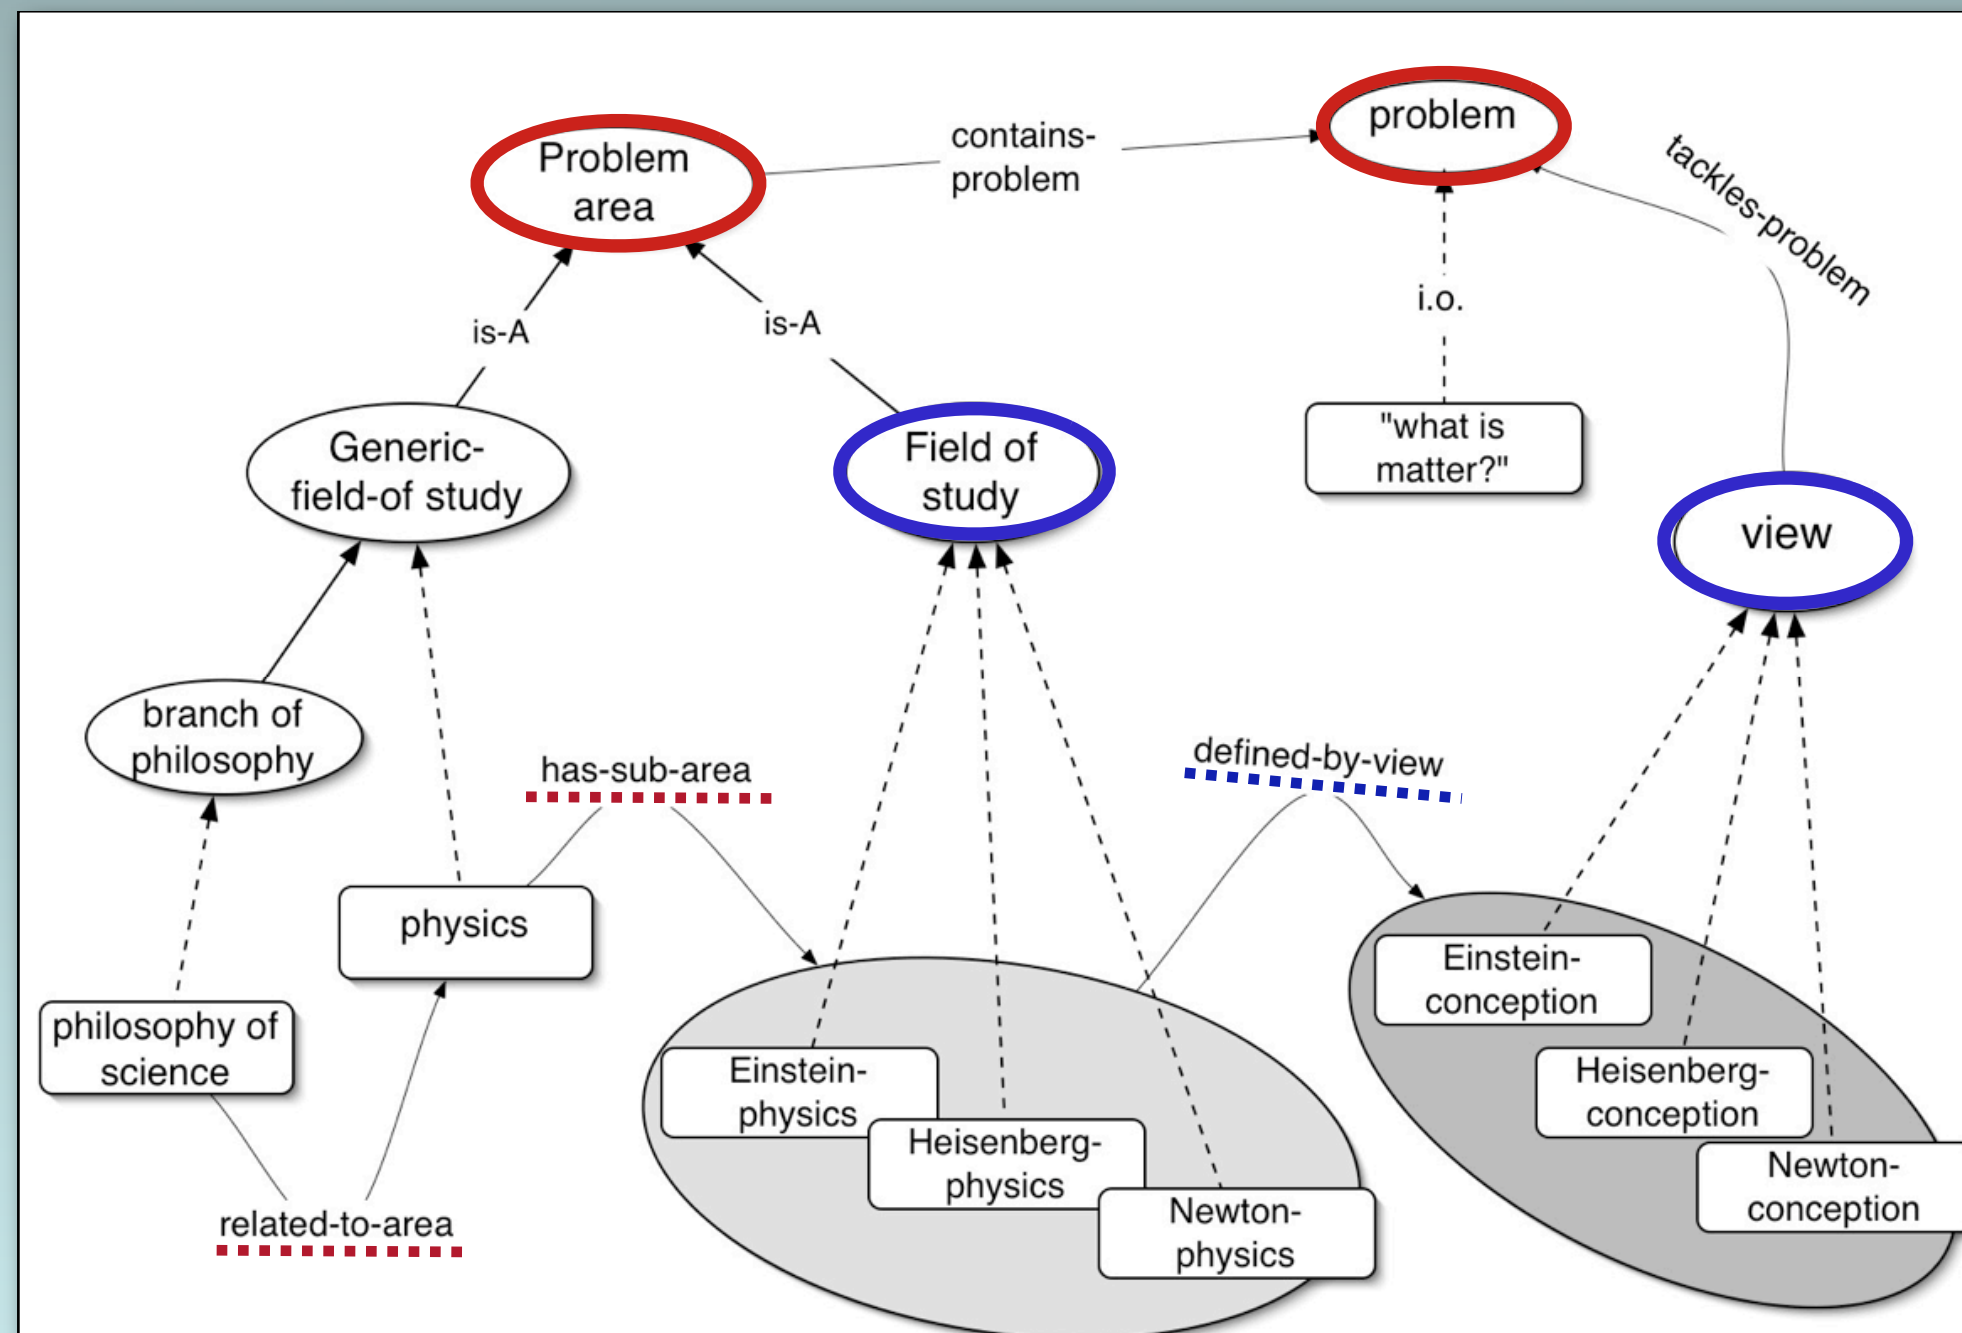 problem
contains-
problem
Problem
area
tackles-problem
i.o.
is-A
is-A
"what is
matter?"
Generic-
field-of study
Field of
study
view
branch of
philosophy
has-sub-area
defined-by-view
physics
Einstein-
conception
philosophy of
science
Einstein-
physics
Heisenberg-
conception
Heisenberg-
physics
Newton-
conception
Newton-
physics
related-to-area